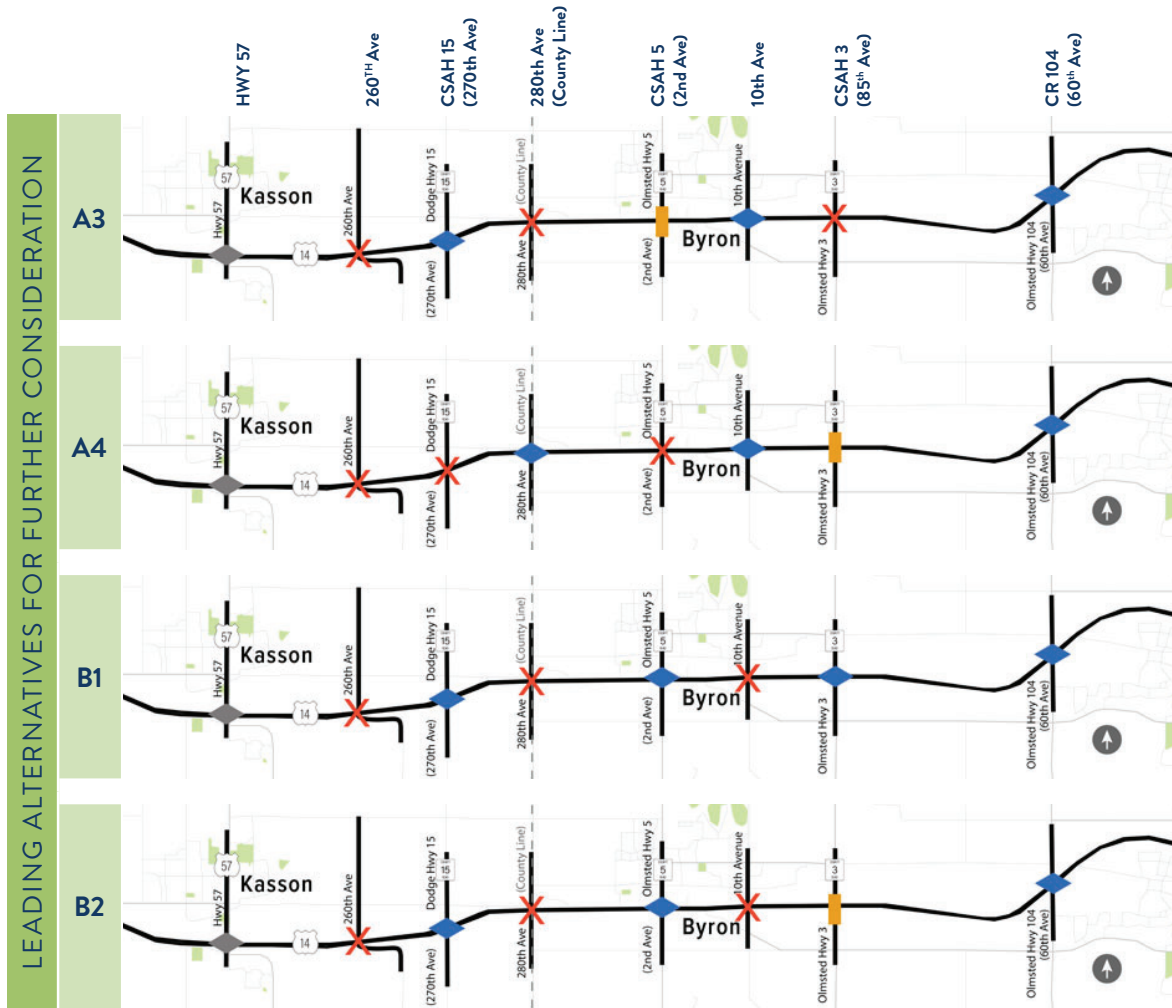 HWY 57
260TH Ave
CSAH 15
(270th Ave)
280th Ave
(County Line)
CSAH 5
(2nd Ave)
10th Ave
CSAH 3
(85th Ave)
CR 104
(60th Ave)
LEADING ALTERNATIVES FOR FURTHER CONSIDERATION
A3
57
Kasson
Hwy 57
14
260th Ave
Dodge Hwy 15
15
(270th Ave)
(County Line)
280th Ave
Olmsted Hwy 5
5
(2nd Ave)
Byron
10th Avenue
3
Olmsted Hwy 3
Olmsted Hwy 104
(60th Ave)
A4
57
Kasson
Hwy 57
14
260th Ave
Dodge Hwy 15
15
(270th Ave)
(County Line)
280th Ave
Olmsted Hwy 5
5
(2nd Ave)
Byron
10th Avenue
3
Olmsted Hwy 3
Olmsted Hwy 104
(60th Ave)
B1
57
Kasson
Hwy 57
14
260th Ave
Dodge Hwy 15
15
(270th Ave)
(County Line)
280th Ave
Olmsted Hwy 5
5
(2nd Ave)
Byron
10th Avenue
3
Olmsted Hwy 3
Olmsted Hwy 104
(60th Ave)
B2
57
Kasson
Hwy 57
14
260th Ave
Dodge Hwy 15
15
(270th Ave)
(County Line)
280th Ave
Olmsted Hwy 5
5
(2nd Ave)
Byron
10th Avenue
3
Olmsted Hwy 3
Olmsted Hwy 104
(60th Ave)